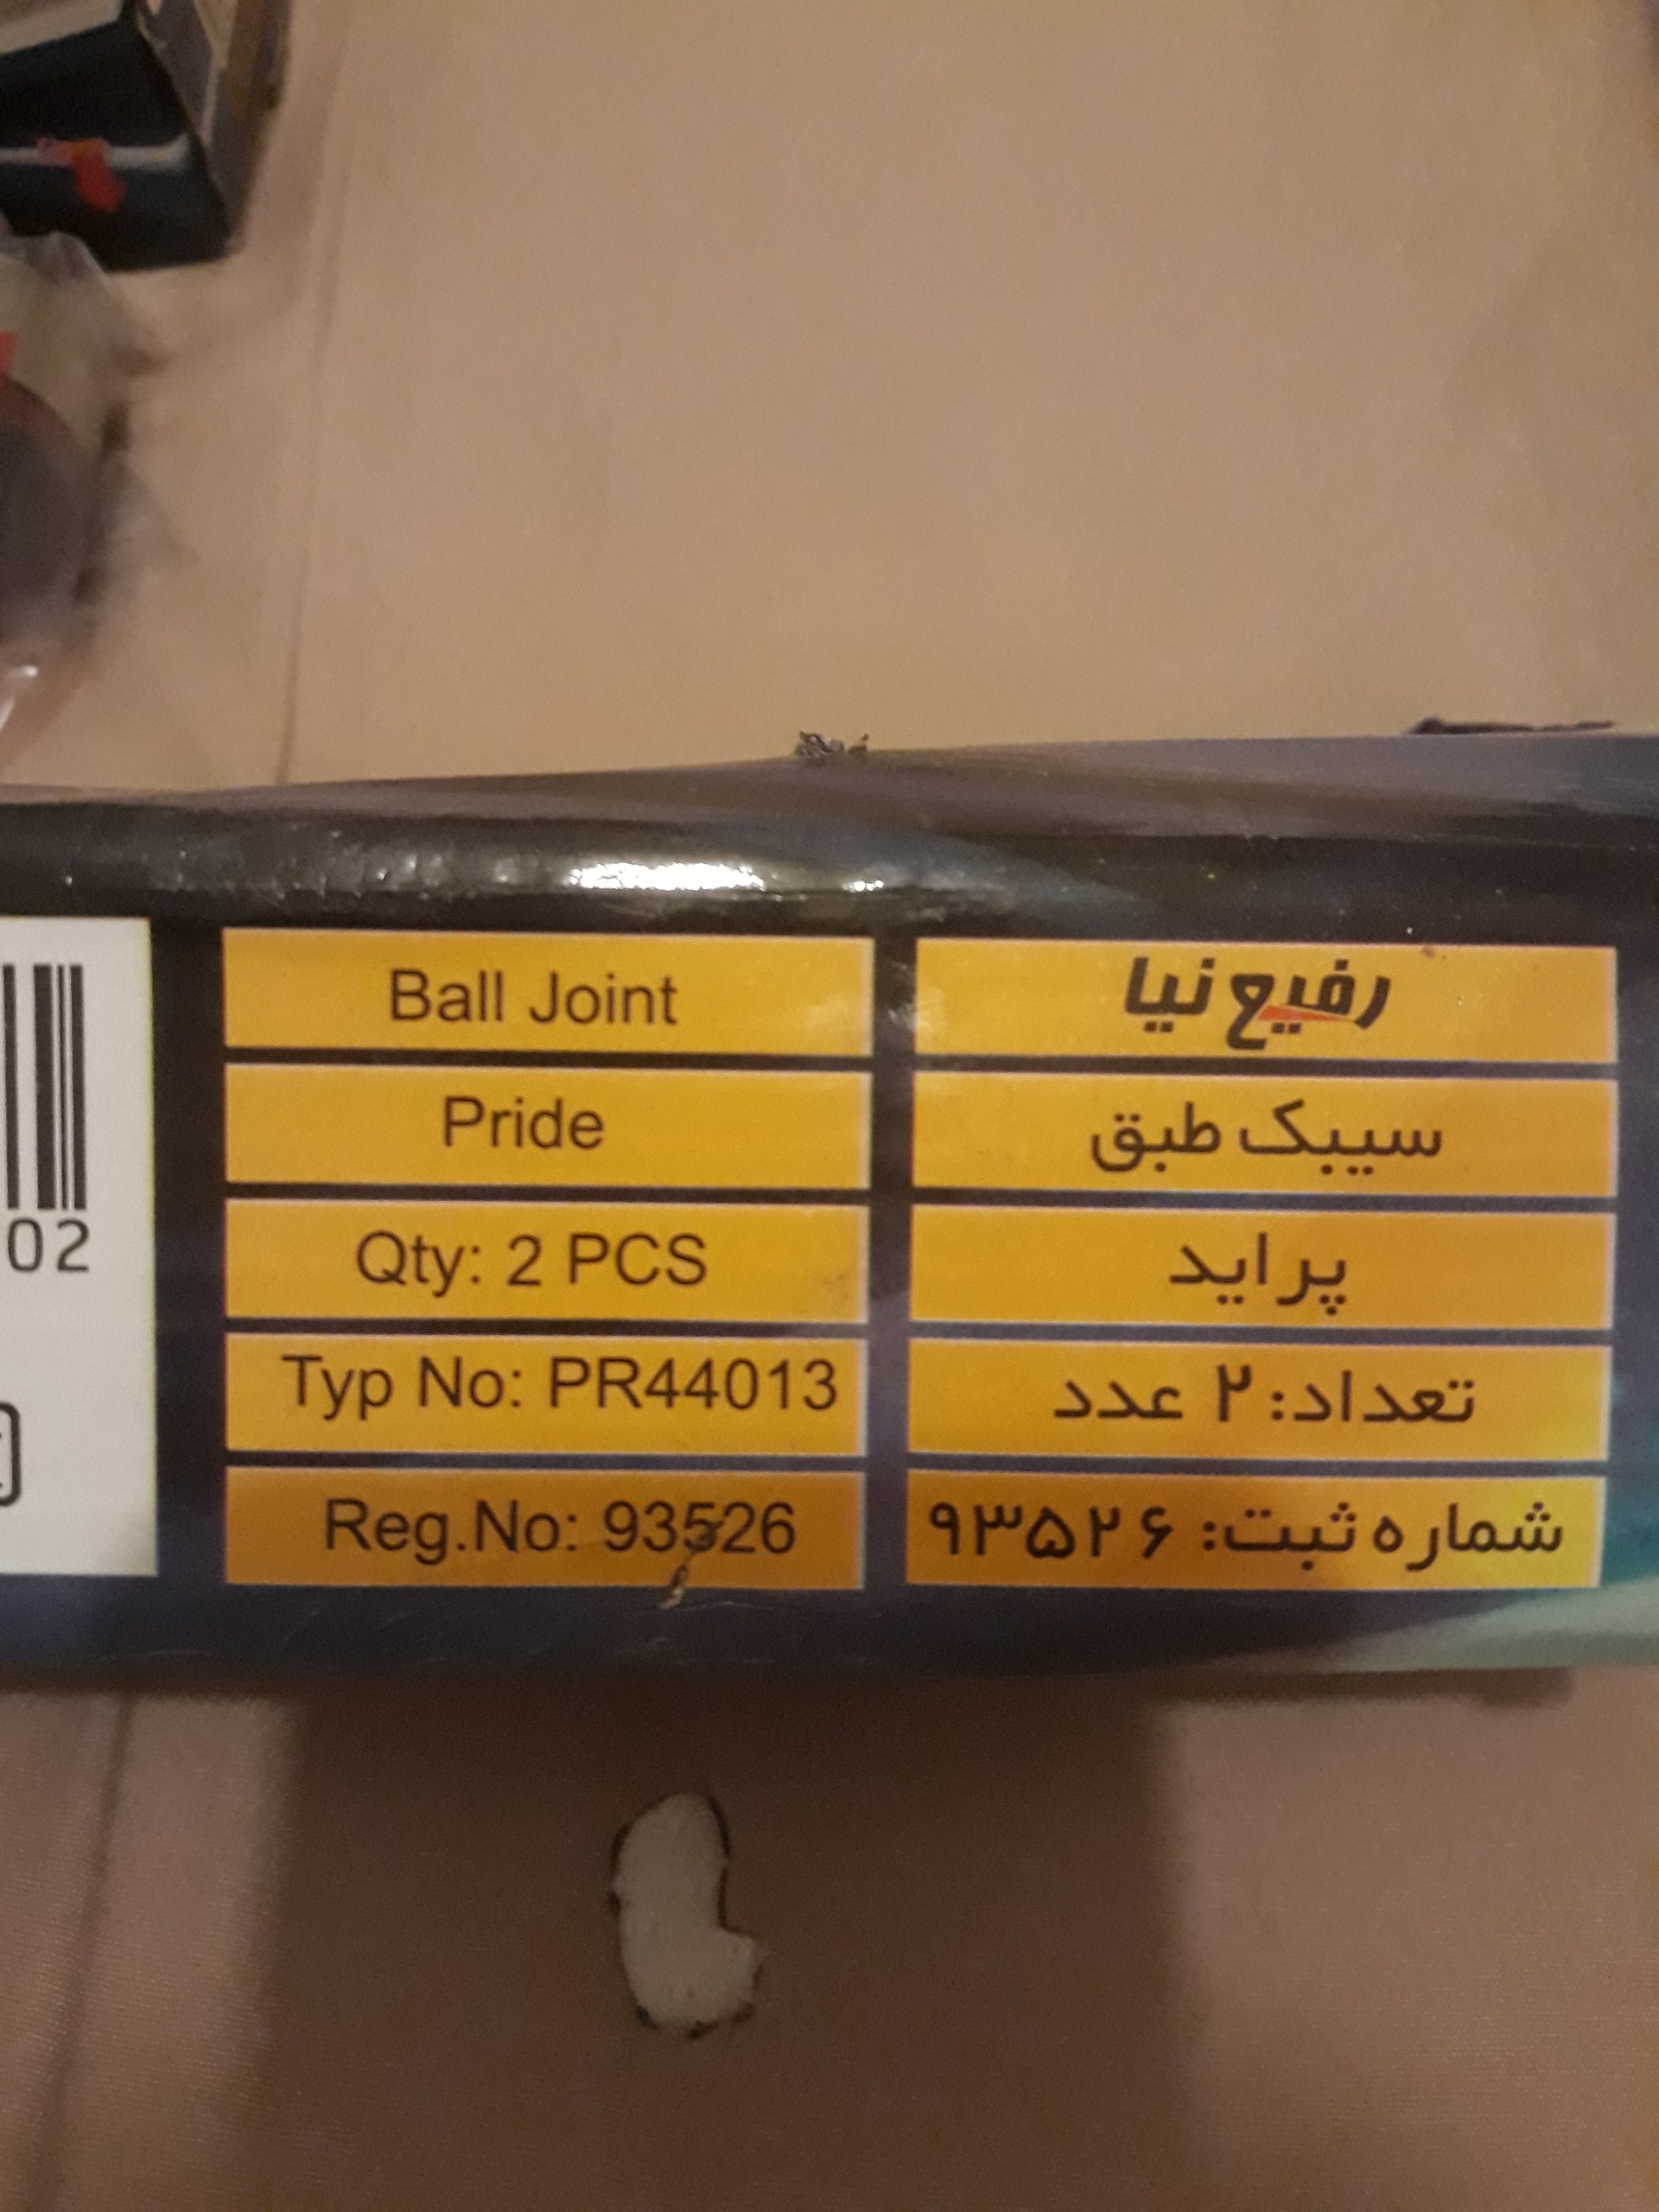 Ball Joint
Pride
Qty: 2 PCS
Typ No: PR44013
Reg.No: 93526
رفیع نیا
سیبک طبق
پراید
تعداد: ۲ عدد
شماره ثبت: ۹۳۵۲۶
02